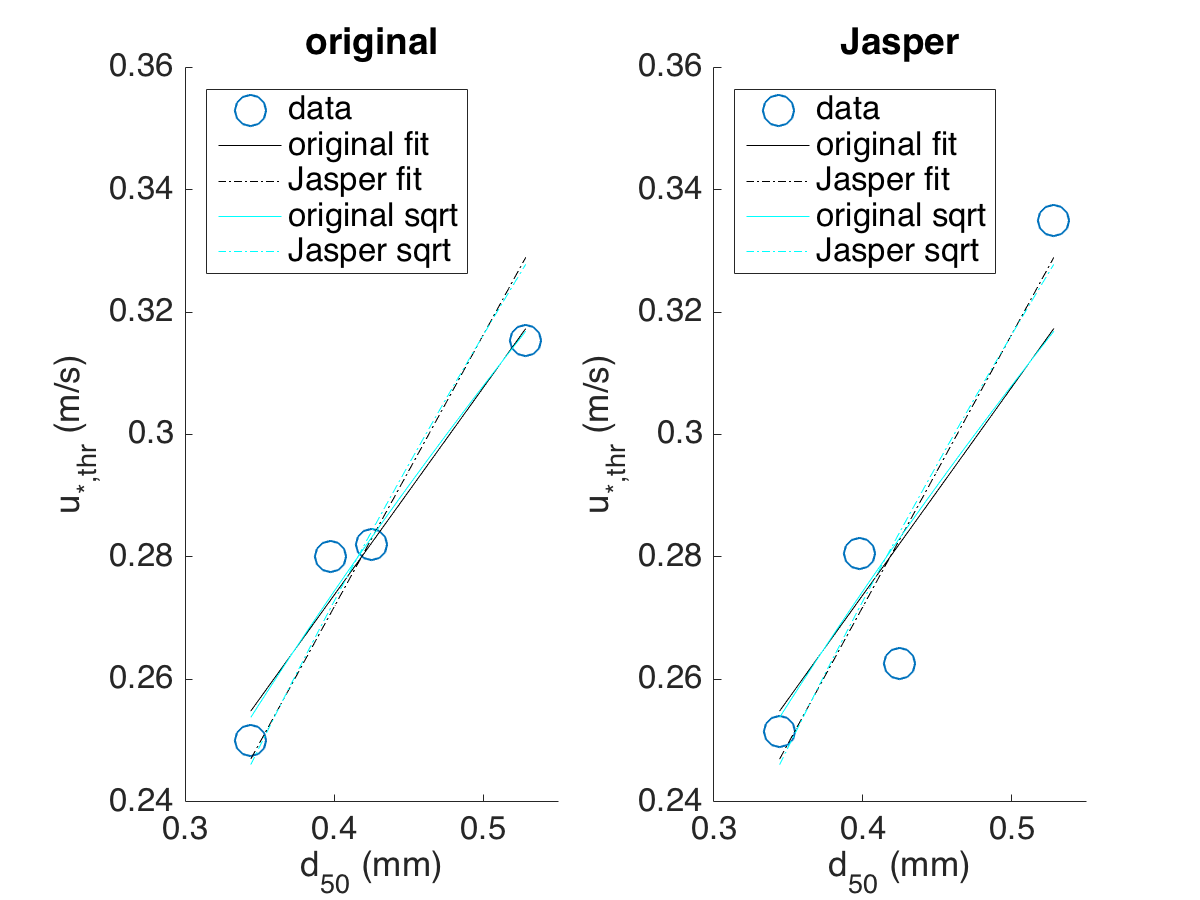 original
0.36
0.34
0.32
0.3
0.28
0.26
0.24
0.3
0.4
0.5
d50 (mm)
u*,thr (m/s)
data
original fit
Jasper fit
original sqrt
Jasper sqrt
Jasper
0.36
0.34
0.32
0.3
0.28
0.26
0.24
0.3
0.4
0.5
d50 (mm)
u*,thr (m/s)
data
original fit
Jasper fit
original sqrt
Jasper sqrt